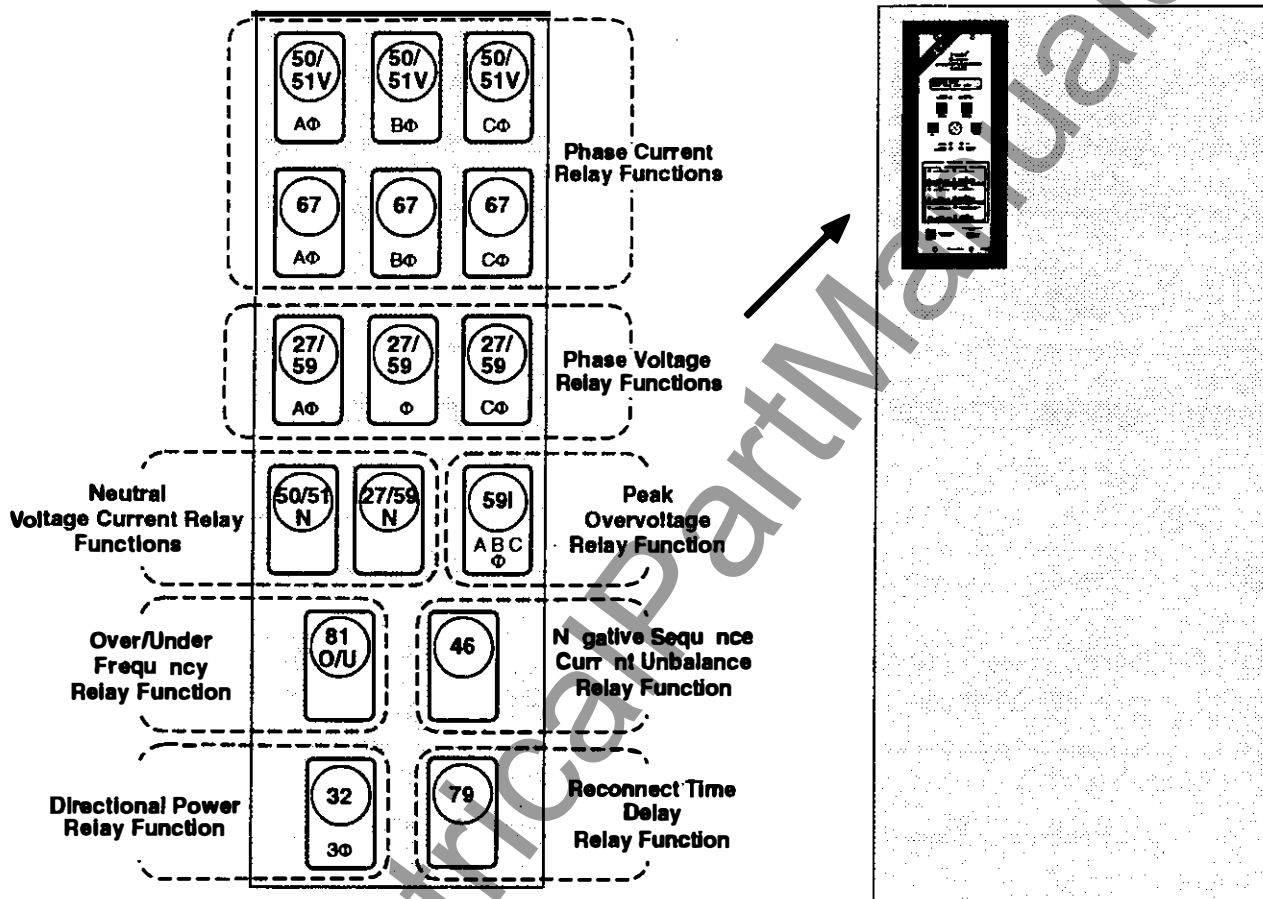 50/
51V
AΦ
50/
51V
BΦ
50/
51V
CΦ
Phase Current
Relay Functions
67
AΦ
67
BΦ
67
CΦ
27/
59
AΦ
27/
59
Φ
27/
59
CΦ
Phase Voltage
Relay Functions
Neutral
Voltage Current Relay
Functions
50/51
N
27/59
N
59I
A B C
Φ
Peak
Overvoltage
Relay Function
Over/Under
Frequ ncy
Relay Function
81
O/U
46
N gative Sequ nce
Curr nt Unbalance
Relay Function
Directional Power
Relay Function
32
3Φ
79
Reconnect Time
Delay
Relay Function
ctricalPartManuals